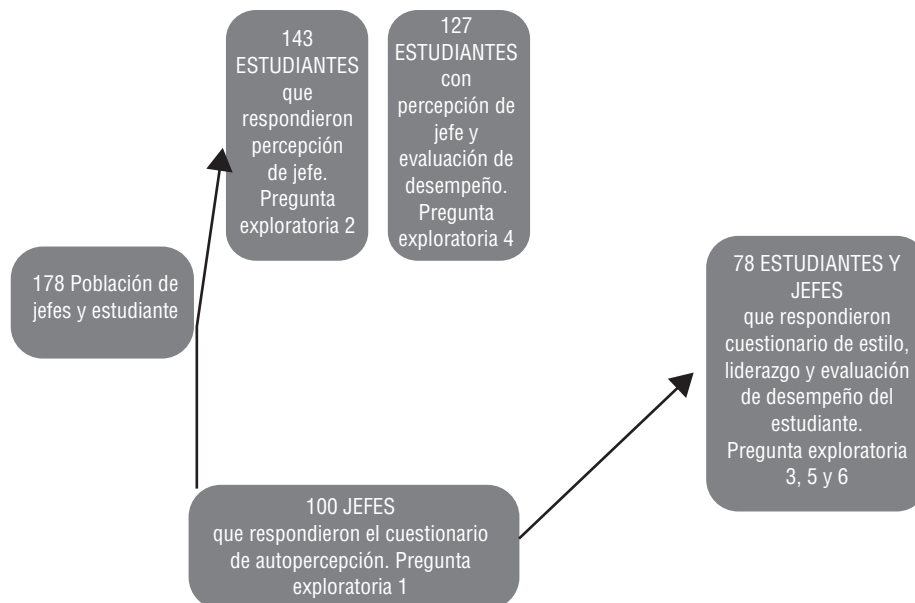 143
ESTUDIANTES
que
respondieron
percepción
de jefe.
Pregunta
exploratoria 2
127
ESTUDIANTES
con
percepción de
jefe y
evaluación de
desempeño.
Pregunta
exploratoria 4
178 Población de
jefes y estudiante
78 ESTUDIANTES Y
JEFES
que respondieron
cuestionario de estilo,
liderazgo y evaluación
de desempeño del
estudiante.
Pregunta exploratoria
3, 5 y 6
100 JEFES
que respondieron el cuestionario
de autopercepción. Pregunta
exploratoria 1